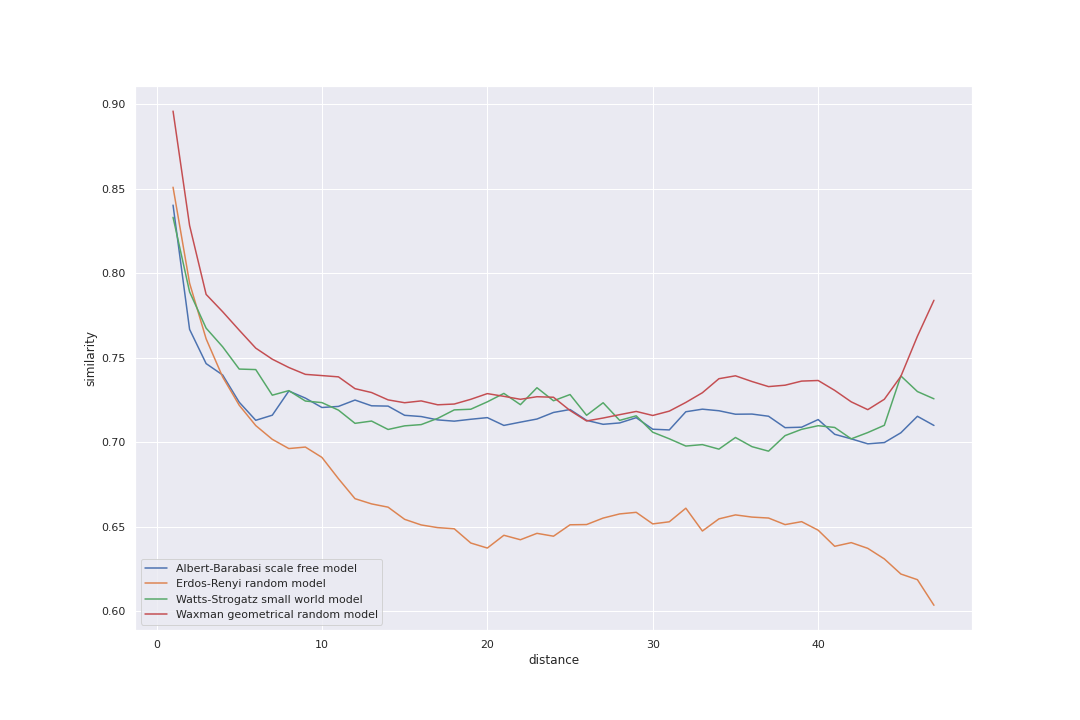 0.90
0.85
0.80
0.75
0.70
0.65
0.60
similarity
Albert-Barabasi scale free model
Erdos-Renyi random model
Watts-Strogatz small world model
Waxman geometrical random model
0 10 20 30 40
distance